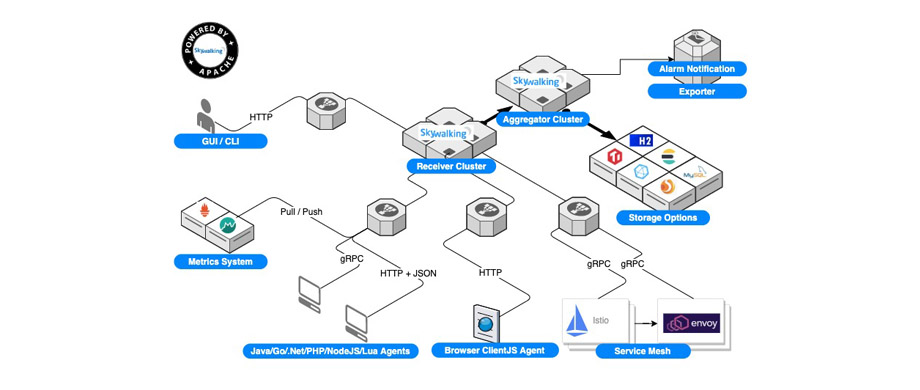 POWERED BY
Skywalking
APACHE
HTTP
GUI / CLI
Skywalking
Receiver Cluster
Skywalking
Aggregator Cluster
Alarm Notification
Exporter
H2
MySQL
Storage Options
Metrics System
Pull / Push
gRPC
HTTP + JSON
HTTP
gRPC
gRPC
Java/Go/.Net/PHP/NodeJS/Lua Agents
Browser ClientJS Agent
Istio
envoy
Service Mesh